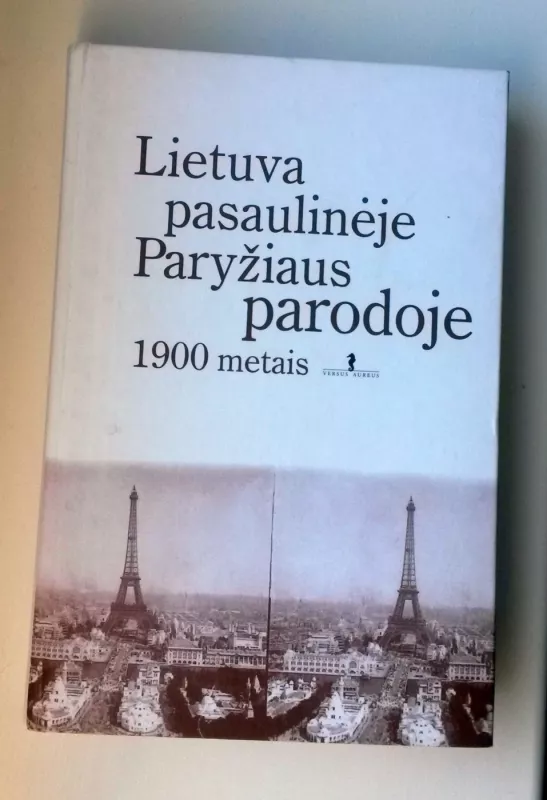 Lietuva
pasaulinėje
Paryžiaus
parodoje
1900 metais
VERSUS AUREUS